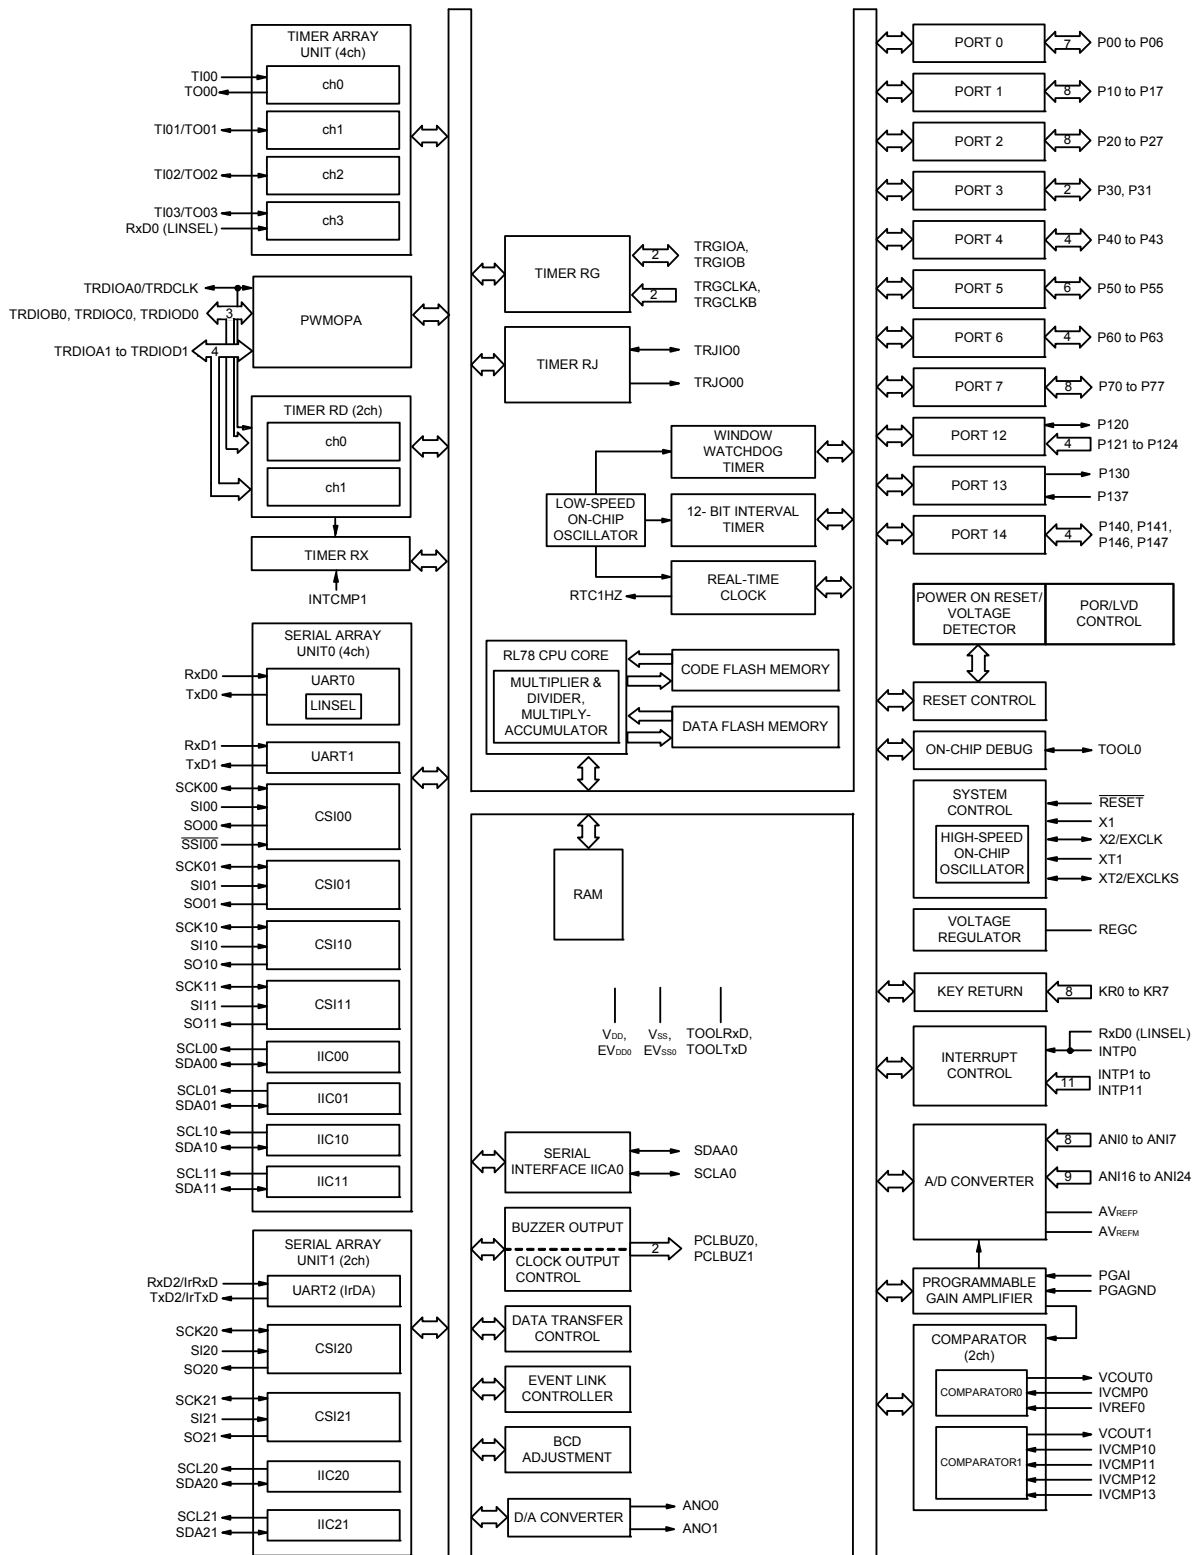 TIMER ARRAY
UNIT (4ch)
TI00
TO00
ch0
TI01/TO01
ch1
TI02/TO02
ch2
TI03/TO03
RxD0 (LINSEL)
ch3
TRDIOA0/TRDCLK
TRDIOB0, TRDIOC0, TRDIOD0
3
TRDIOA1 to TRDIOD1
4
PWMOPA
TIMER RD (2ch)
ch0
ch1
TIMER RX
INTCMP1
SERIAL ARRAY
UNIT0 (4ch)
RxD0
TxD0
UART0
LINSEL
RxD1
TxD1
UART1
SCK00
SI00
SO00
SSI00
CSI00
SCK01
SI01
SO01
CSI01
SCK10
SI10
SO10
CSI10
SCK11
SI11
SO11
CSI11
SCL00
SDA00
IIC00
SCL01
SDA01
IIC01
SCL10
SDA10
IIC10
SCL11
SDA11
IIC11
SERIAL ARRAY
UNIT1 (2ch)
RxD2/IrRxD
TxD2/IrTxD
UART2 (IrDA)
SCK20
SI20
SO20
CSI20
SCK21
SI21
SO21
CSI21
SCL20
SDA20
IIC20
SCL21
SDA21
IIC21
TIMER RG
2
TRGIOA,
TRGIOB
2
TRGCLKA,
TRGCLKB
TIMER RJ
TRJIO0
TRJO00
WINDOW
WATCHDOG
TIMER
LOW-SPEED
ON-CHIP
OSCILLATOR
12- BIT INTERVAL
TIMER
RTC1HZ
REAL-TIME
CLOCK
RL78 CPU CORE
MULTIPLIER &
DIVIDER,
MULTIPLY-
ACCUMULATOR
CODE FLASH MEMORY
DATA FLASH MEMORY
RAM
VDD,
EVDD0
VSS,
EVSS0
TOOLRxD,
TOOLTxD
SERIAL
INTERFACE IICA0
SDAA0
SCLA0
BUZZER OUTPUT
CLOCK OUTPUT
CONTROL
2
PCLBUZ0,
PCLBUZ1
DATA TRANSFER
CONTROL
EVENT LINK
CONTROLLER
BCD
ADJUSTMENT
D/A CONVERTER
ANO0
ANO1
PORT 0
7
P00 to P06
PORT 1
8
P10 to P17
PORT 2
8
P20 to P27
PORT 3
2
P30, P31
PORT 4
4
P40 to P43
PORT 5
6
P50 to P55
PORT 6
4
P60 to P63
PORT 7
8
P70 to P77
PORT 12
P120
4
P121 to P124
PORT 13
P130
P137
PORT 14
4
P140, P141,
P146, P147
POWER ON RESET/
VOLTAGE
DETECTOR
POR/LVD
CONTROL
RESET CONTROL
ON-CHIP DEBUG
TOOL0
SYSTEM
CONTROL
HIGH-SPEED
ON-CHIP
OSCILLATOR
RESET
X1
X2/EXCLK
XT1
XT2/EXCLKS
VOLTAGE
REGULATOR
REGC
KEY RETURN
8
KR0 to KR7
INTERRUPT
CONTROL
RxD0 (LINSEL)
INTP0
11
INTP1 to
INTP11
A/D CONVERTER
8
ANI0 to ANI7
9
ANI16 to ANI24
AVREFP
AVREFM
PROGRAMMABLE
GAIN AMPLIFIER
PGAI
PGAGND
COMPARATOR
(2ch)
COMPARATOR0
VCOUT0
IVCMP0
IVREF0
COMPARATOR1
VCOUT1
IVCMP10
IVCMP11
IVCMP12
IVCMP13